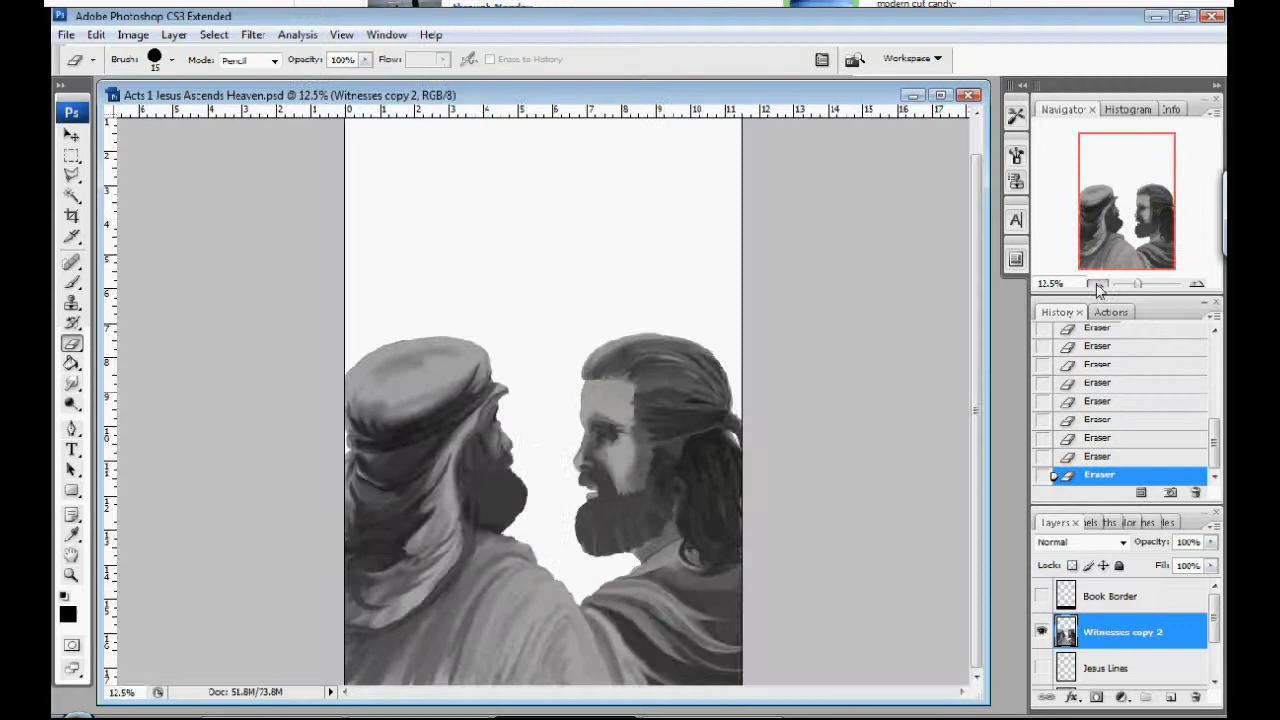 through Nonday
modern cut candy-
Adobe Photoshop CS3 Extended
File Edit Image Layer Select Filter Analysis View Window Help
Brush: 15 Mode: Pencil Opacity: 100% Flow: Erase to History Workspace
Acts 1 Jesus Ascends Heaven.psd @ 12.5% (Witnesses copy 2, RGB/8)
Ps
Navigator Histogram Info
12.5%
History Actions
Eraser
Eraser
Eraser
Eraser
Eraser
Eraser
Eraser
Eraser
Eraser
Layers
Normal Opacity: 100%
Lock: Fill: 100%
Book Border
Witnesses copy 2
Jesus Lines
12.5% Doc: 51.8M/73.8M